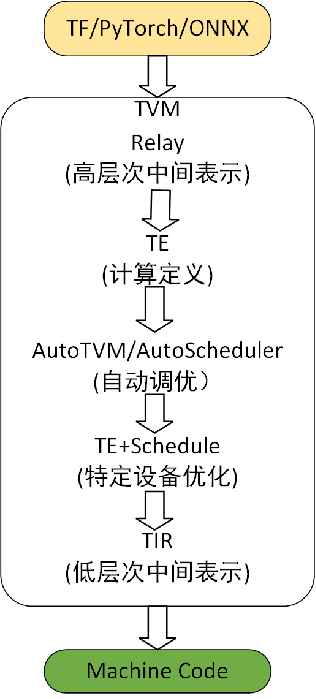 TF/PyTorch/ONNX
TVM
Relay
(高层次中间表示)
TE
(计算定义)
AutoTVM/AutoScheduler
(自动调优）
TE+Schedule
(特定设备优化)
TIR
(低层次中间表示)
Machine Code